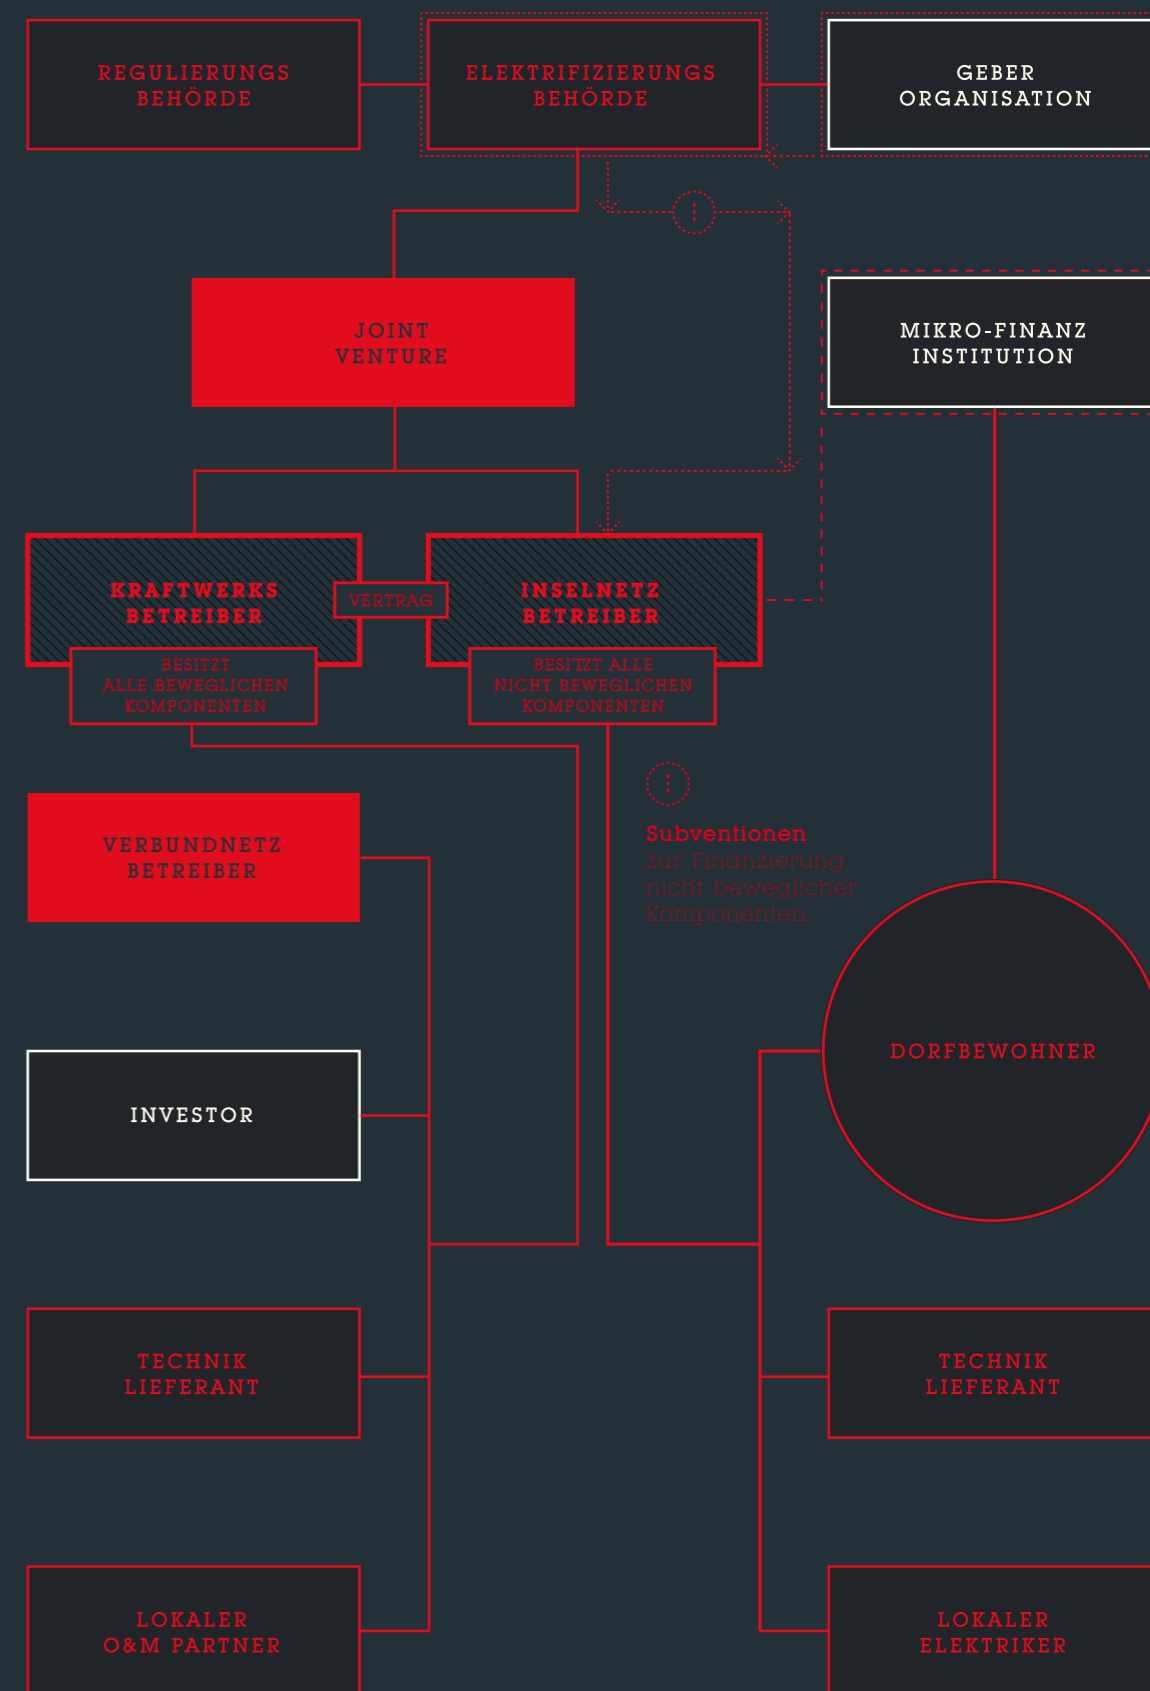 REGULIERUNGS
BEHÖRDE
ELEKTRIFIZIERUNGS
BEHÖRDE
GEBER
ORGANISATION
JOINT
VENTURE
MIKRO-FINANZ
INSTITUTION
KRAFTWERKS
BETREIBER
VERTRAG
INSELNETZ
BETREIBER
BESITZT
ALLE BEWEGLICHEN
KOMPONENTEN
BESITZT ALLE
NICHT BEWEGLICHEN
KOMPONENTEN
VERBUNDNETZ
BETREIBER
Subventionen
zur Finanzierung
nicht beweglicher
Komponenten
INVESTOR
DORFBEWOHNER
TECHNIK
LIEFERANT
TECHNIK
LIEFERANT
LOKALER
O&M PARTNER
LOKALER
ELEKTRIKER